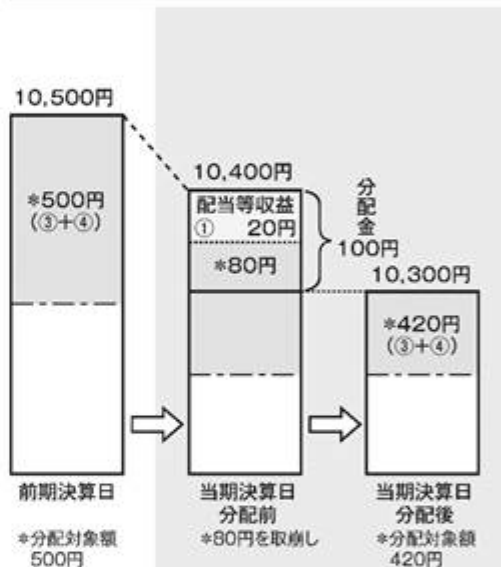 10,500円
*500円
(③+④)
10,400円
配当等収益
① 20円
*80円
分配金
100円
10,300円
*420円
(③+④)
前期決算日
*分配対象額
500円
当期決算日
分配前
*80円を取崩し
当期決算日
分配後
*分配対象額
420円